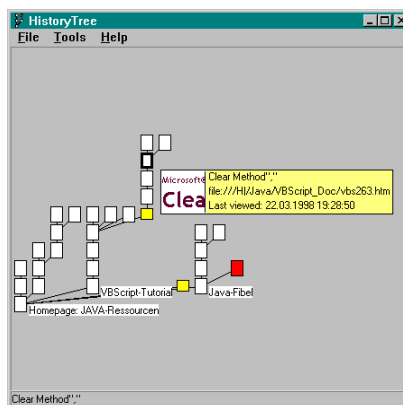 HistoryTree
File Tools Help
Microsoft®
Clea
Clear Method","
file:///H|/Java/VBScript_Doc/vbs263.htm
Last viewed: 22.03.1998 19:28:50
VBScript-Tutorial
Java-Fibel
Homepage: JAVA-Ressourcen
Clear Method","